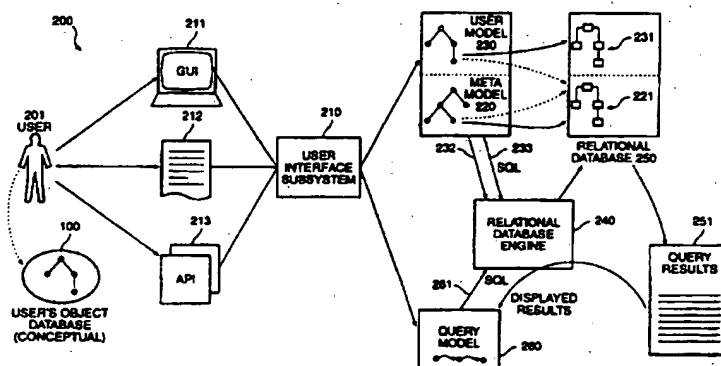 200
211
GUI
201
USER
212
213
API
100
USER'S OBJECT
DATABASE
(CONCEPTUAL)
210
USER
INTERFACE
SUBSYSTEM
USER
MODEL
230
META
MODEL
220
231
221
RELATIONAL
DATABASE 250
232
233
SQL
RELATIONAL
DATABASE
ENGINE
240
261
SQL
DISPLAYED
RESULTS
QUERY
MODEL
260
251
QUERY
RESULTS